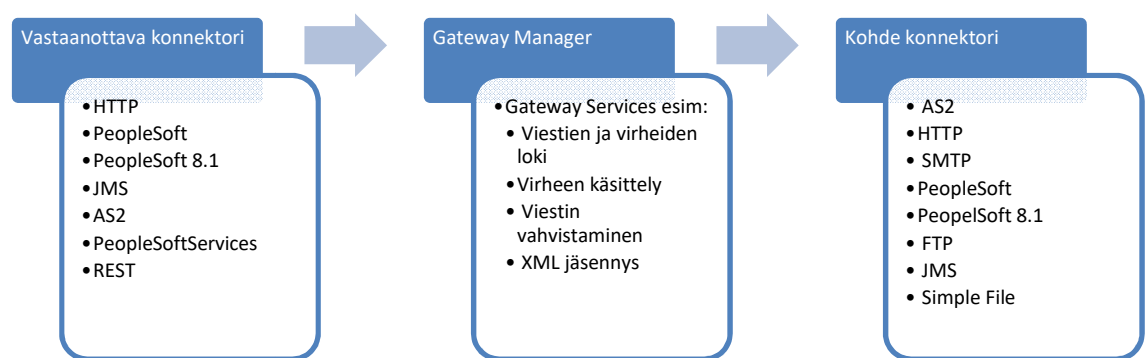 Vastaanottava konnektori
•HTTP
•PeopleSoft
•PeopleSoft 8.1
•JMS
•AS2
•PeopleSoftServices
•REST
Gateway Manager
•Gateway Services esim:
• Viestien ja virheiden
loki
•Virheen käsittely
• Viestin
vahvistaminen
• XML jäsennys
Kohde konnektori
• AS2
•HTTP
• SMTP
•PeopleSoft
•PeopelSoft 8.1
• FTP
• JMS
• Simple File